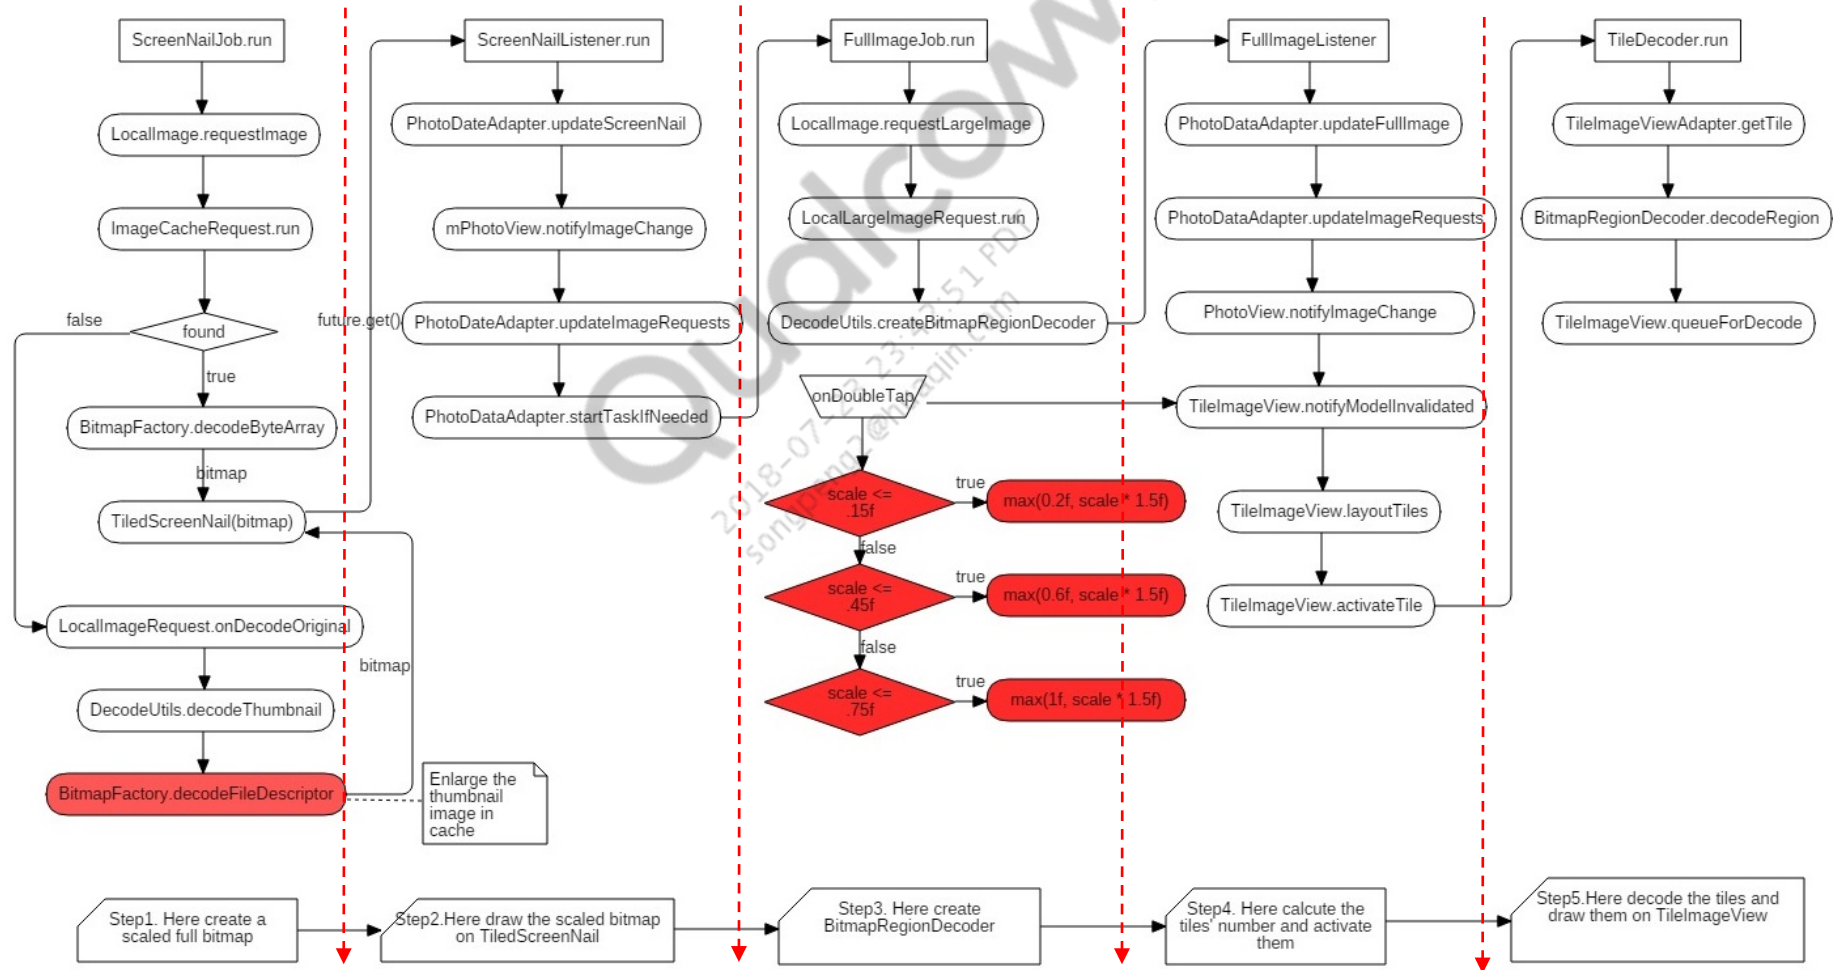 ScreenNailJob.run
LocalImage.requestImage
ImageCacheRequest.run
false
found
true
BitmapFactory.decodeByteArray
bitmap
TiledScreenNail(bitmap)
LocalImageRequest.onDecodeOriginal
bitmap
DecodeUtils.decodeThumbnail
BitmapFactory.decodeFileDescriptor
Enlarge the
thumbnail
image in
cache
future.get()
ScreenNailListener.run
PhotoDateAdapter.updateScreenNail
mPhotoView.notifyImageChange
PhotoDateAdapter.updateImageRequests
PhotoDataAdapter.startTaskIfNeeded
FullImageJob.run
LocalImage.requestLargeImage
LocalLargeImageRequest.run
DecodeUtils.createBitmapRegionDecoder
onDoubleTap
scale <=
.15f
true
max(0.2f, scale * 1.5f)
false
scale <=
.45f
true
max(0.6f, scale * 1.5f)
false
scale <=
.75f
true
max(1f, scale * 1.5f)
FullImageListener
PhotoDataAdapter.updateFullImage
PhotoDataAdapter.updateImageRequests
PhotoView.notifyImageChange
TileImageView.notifyModelInvalidated
TileImageView.layoutTiles
TileImageView.activateTile
TileDecoder.run
TileImageViewAdapter.getTile
BitmapRegionDecoder.decodeRegion
TileImageView.queueForDecode
Step1. Here create a
scaled full bitmap
Step2.Here draw the scaled bitmap
on TiledScreenNail
Step3. Here create
BitmapRegionDecoder
Step4. Here calcute the
tiles' number and activate
them
Step5.Here decode the tiles and
draw them on TileImageView